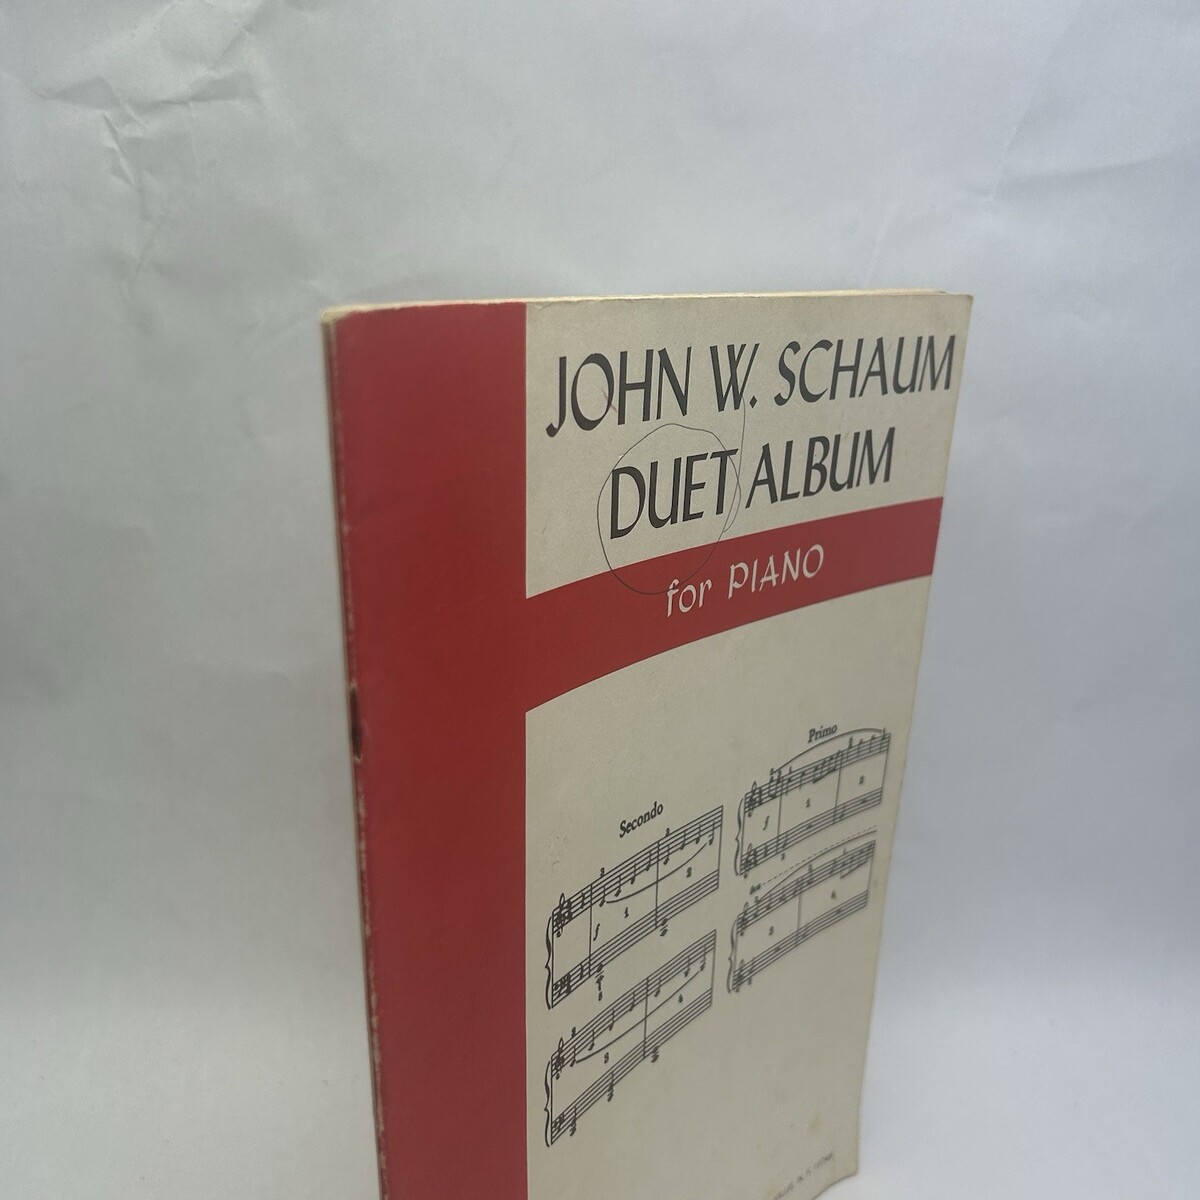 JOHN W. SCHAUM
DUET ALBUM
for PIANO
Secondo
Primo